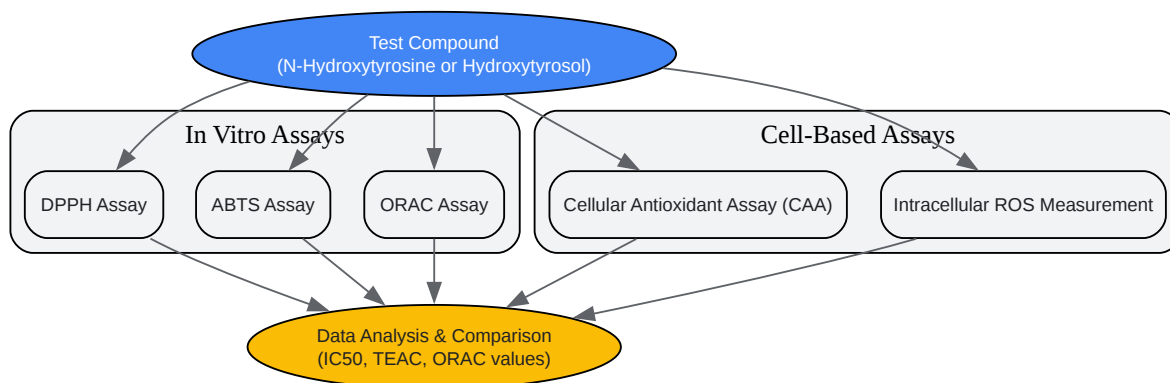 Test Compound
(N-Hydroxytyrosine or Hydroxytyrosol)
In Vitro Assays
Cell-Based Assays
DPPH Assay
ABTS Assay
ORAC Assay
Cellular Antioxidant Assay (CAA)
Intracellular ROS Measurement
Data Analysis & Comparison
(IC50, TEAC, ORAC values)